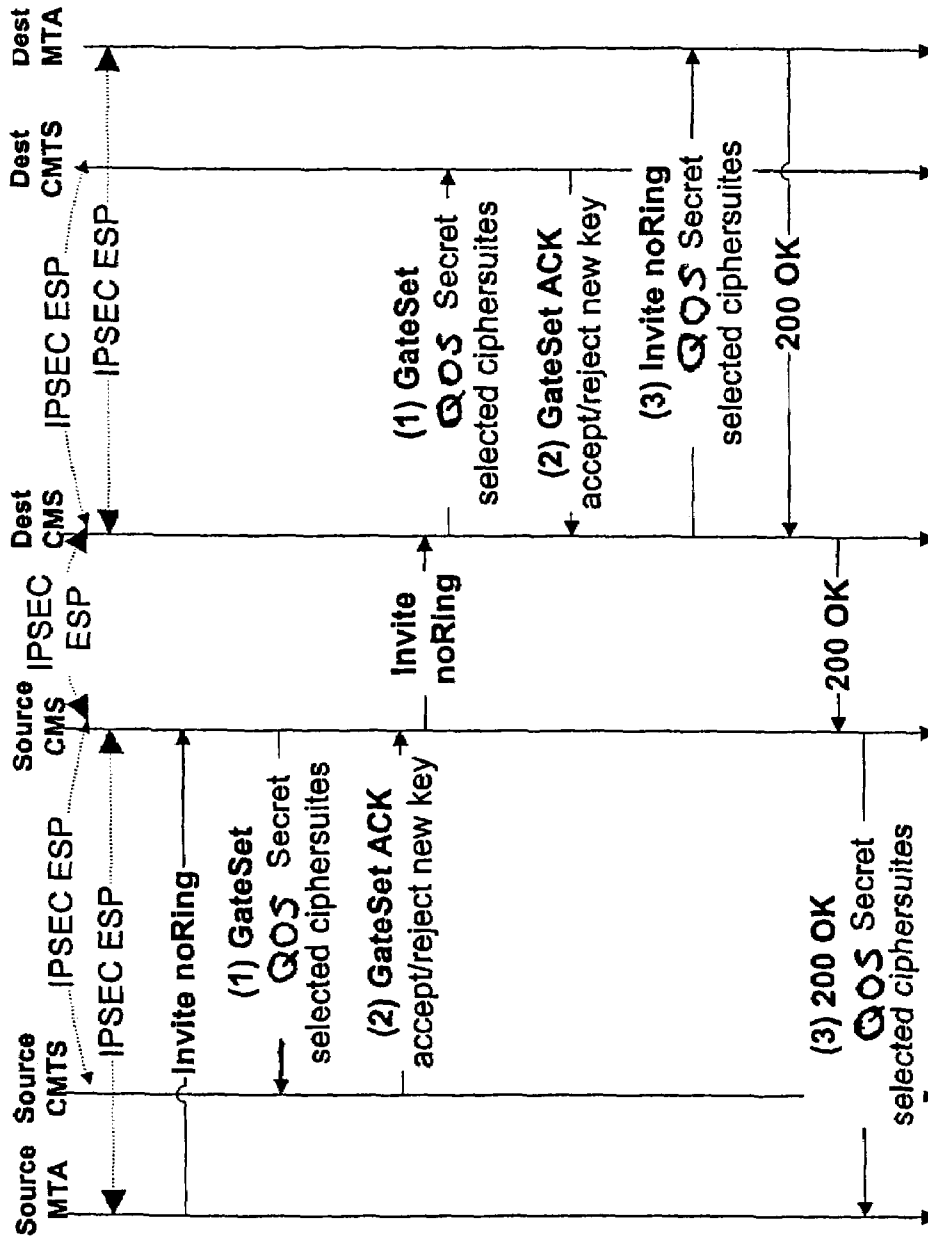 Source
MTA
Source
CMTS
Source
CMS
Dest
CMS
Dest
CMTS
Dest
MTA
IPSEC ESP
IPSEC
ESP
IPSEC ESP
IPSEC ESP
IPSEC ESP
Invite noRing
(1) GateSet
QOS Secret
selected ciphersuites
(2) GateSet ACK
accept/reject new key
Invite
noRing
(1) GateSet
QOS Secret
selected ciphersuites
(2) GateSet ACK
accept/reject new key
(3) Invite noRing
QOS Secret
selected ciphersuites
200 OK
200 OK
(3) 200 OK
QOS Secret
selected ciphersuites